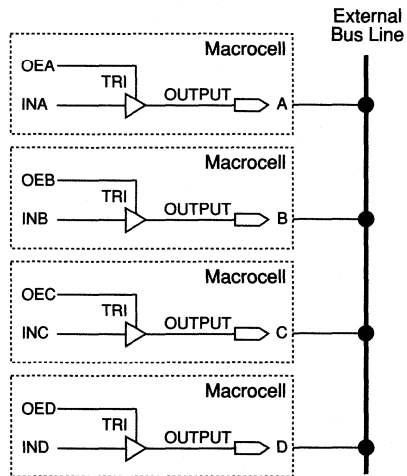 External
Bus Line
Macrocell
OEA
TRI
OUTPUT
INA
A
Macrocell
OEB
TRI
OUTPUT
INB
B
Macrocell
OEC
TRI
OUTPUT
INC
C
Macrocell
OED
TRI
OUTPUT
IND
D